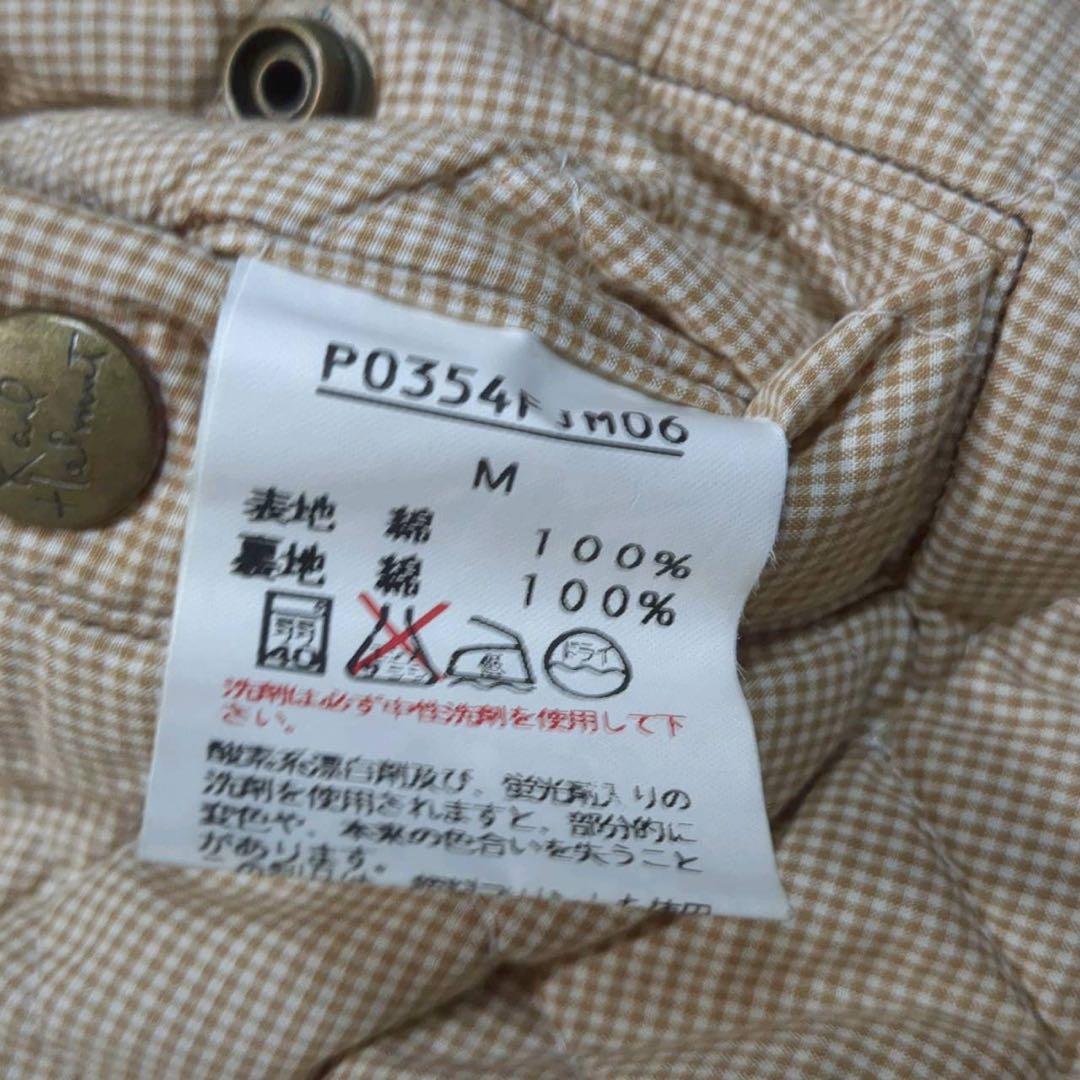 Karl
Helmut
P0354FJM06
M
表地 綿 100%
裏地 綿 100%
弱 40
低
ドライ
洗剤は必ず中性洗剤を使用して下
さい。
酸素系漂白剤及び、蛍光剤入りの
洗剤を使用されますと、部分的に
変色や、本来の色合いを失うこと
があります。